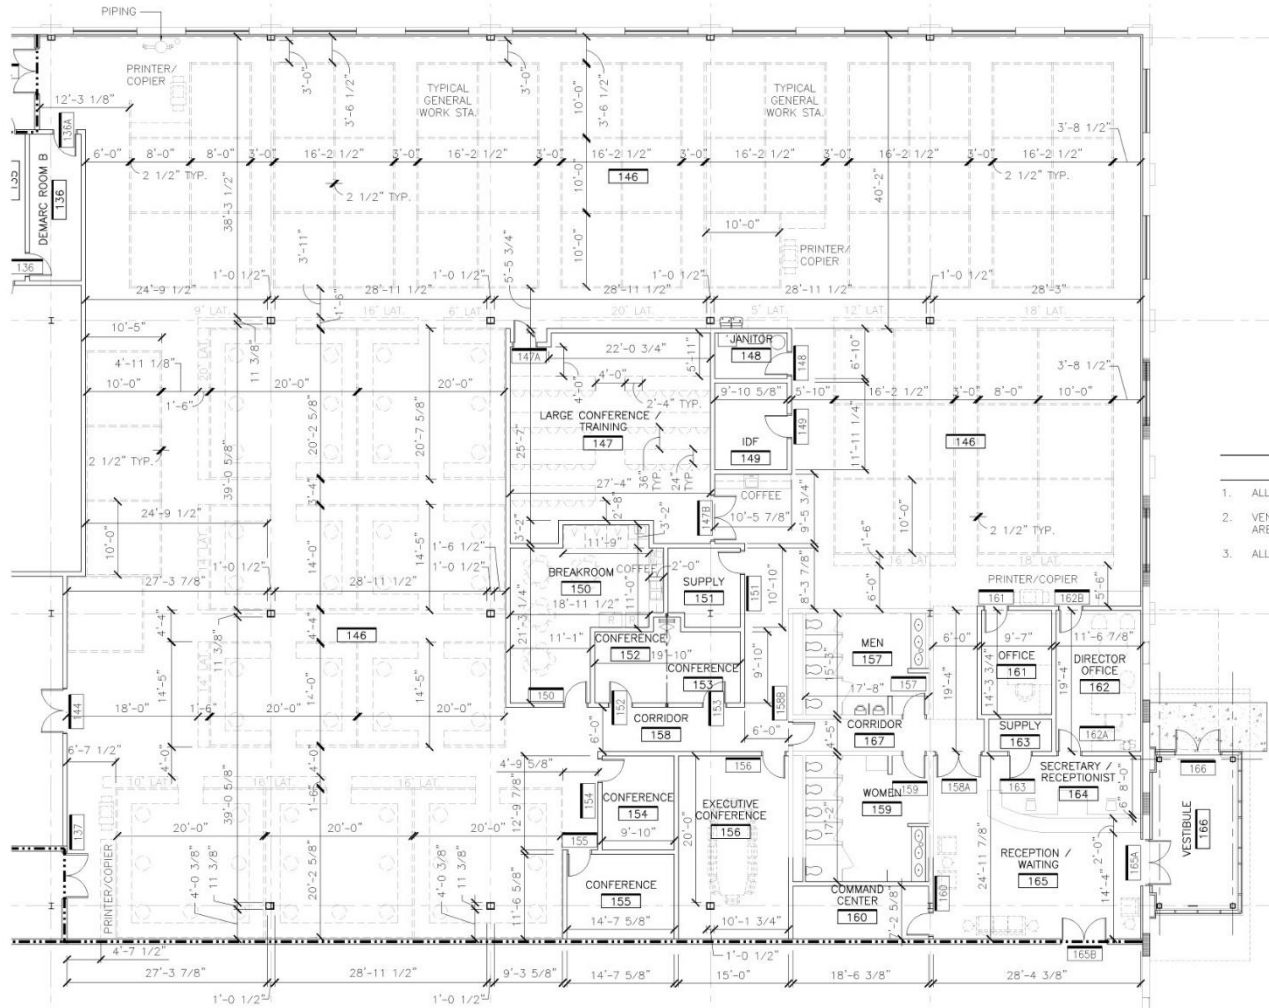 PIPING
PRINTER/
COPIER
TYPICAL
GENERAL
WORK STA.
TYPICAL
GENERAL
WORK STA.
12'-3 1/8"
3'-0"
3'-6 1/2"
3'-0"
10'-0"
3'-6 1/2"
3'-8 1/2"
136A
6'-0"
8'-0"
8'-0"
3'-0"
16'-2 1/2"
3'-0"
16'-2 1/2"
3'-0"
16'-2 1/2"
3'-0"
16'-2 1/2"
3'-0"
16'-2 1/2"
3'-0"
16'-2 1/2"
2 1/2" TYP.
2 1/2" TYP.
146
2 1/2" TYP.
DEMARC ROOM B
136
135
136
38'-3 1/2"
10'-0"
40'-2"
3'-11"
5'-5 3/4"
10'-0"
10'-0"
PRINTER/
COPIER
1'-0 1/2"
1'-0 1/2"
1'-0 1/2"
1'-0 1/2"
24'-9 1/2"
28'-11 1/2"
28'-11 1/2"
28'-11 1/2"
28'-3"
9' LAT.
16' LAT.
6' LAT.
20' LAT.
5' LAT.
12' LAT.
18' LAT.
1'-6"
10'-5"
11 3/8"
4'-11 1/8"
10'-0"
1'-6"
20'-0"
20'-0"
147A
22'-0 3/4"
5'-11"
JANITOR
148
148
6'-10"
3'-8 1/2"
4'-0"
4'-0"
2'-4" TYP.
9'-10 5/8"
5'-10"
16'-2 1/2"
3'-0"
8'-0"
10'-0"
LARGE CONFERENCE /
TRAINING
147
IDF
149
149
11'-11 1/4"
146
25'-7"
36" TYP.
24" TYP.
20'-2 5/8"
20'-7 5/8"
2 1/2" TYP.
39'-0 5/8"
3'-4"
27'-4"
COFFEE
10'-5 7/8"
147B
9'-5 3/4"
1'-6"
10'-0"
2 1/2" TYP.
24'-9 1/2"
10'-0"
14'-0"
14'-5"
3'-2"
2'-8"
3'-2"
11'-9"
1'-6 1/2"
1'-0 1/2"
1'-0 1/2"
27'-3 7/8"
28'-11 1/2"
BREAKROOM
150
COFFEE
2'-0"
SUPPLY
151
151
10'-10"
8'-3 7/8"
6'-0"
18' LAT.
PRINTER/COPIER
161
162B
5'-6"
18'-11 1/2"
11'-0"
21'-3 1/4"
11'-1"
CONFERENCE
152
19'-10"
CONFERENCE
153
9'-10"
MEN
157
15'-3"
17'-8"
157
6'-0"
9'-7"
11'-6 7/8"
OFFICE
161
14'-3 3/4"
19'-4"
19'-4"
DIRECTOR
OFFICE
162
162A
4'-4"
11 3/8"
4'-4"
146
14'-5"
14'-0"
14'-5"
144
18'-0"
1'-6"
20'-0"
20'-0"
150
152
153
158B
6'-0"
CORRIDOR
158
6'-0"
CORRIDOR
167
4'-5"
SUPPLY
163
6'-7 1/2"
4'-0"
4'-0"
4'-9 5/8"
156
159
158A
163
SECRETARY /
RECEPTIONIST
164
166
10' LAT.
16' LAT.
16' LAT.
1'-6"
39'-0 5/8"
154
CONFERENCE
154
9'-10"
12'-9 7/8"
EXECUTIVE
CONFERENCE
156
20'-0"
WOMEN
159
17'-2"
8'-0"
VESTIBULE
166
137
20'-0"
20'-0"
20'-0"
155
RECEPTION /
WAITING
165
24'-11 7/8"
2'-0"
14'-4"
165A
PRINTER/COPIER
4'-0 3/8"
11 3/8"
20'-2 5/8"
4'-0 3/8"
11 3/8"
11'-6 5/8"
CONFERENCE
155
14'-7 5/8"
10'-1 3/4"
COMMAND
CENTER
160
160
7'-2 5/8"
4'-7 1/2"
1'-0 1/2"
165B
27'-3 7/8"
28'-11 1/2"
9'-3 5/8"
14'-7 5/8"
15'-0"
18'-6 3/8"
28'-4 3/8"
1'-0 1/2"
1'-0 1/2"
1. ALL
2. VEN
ARE
3. ALL